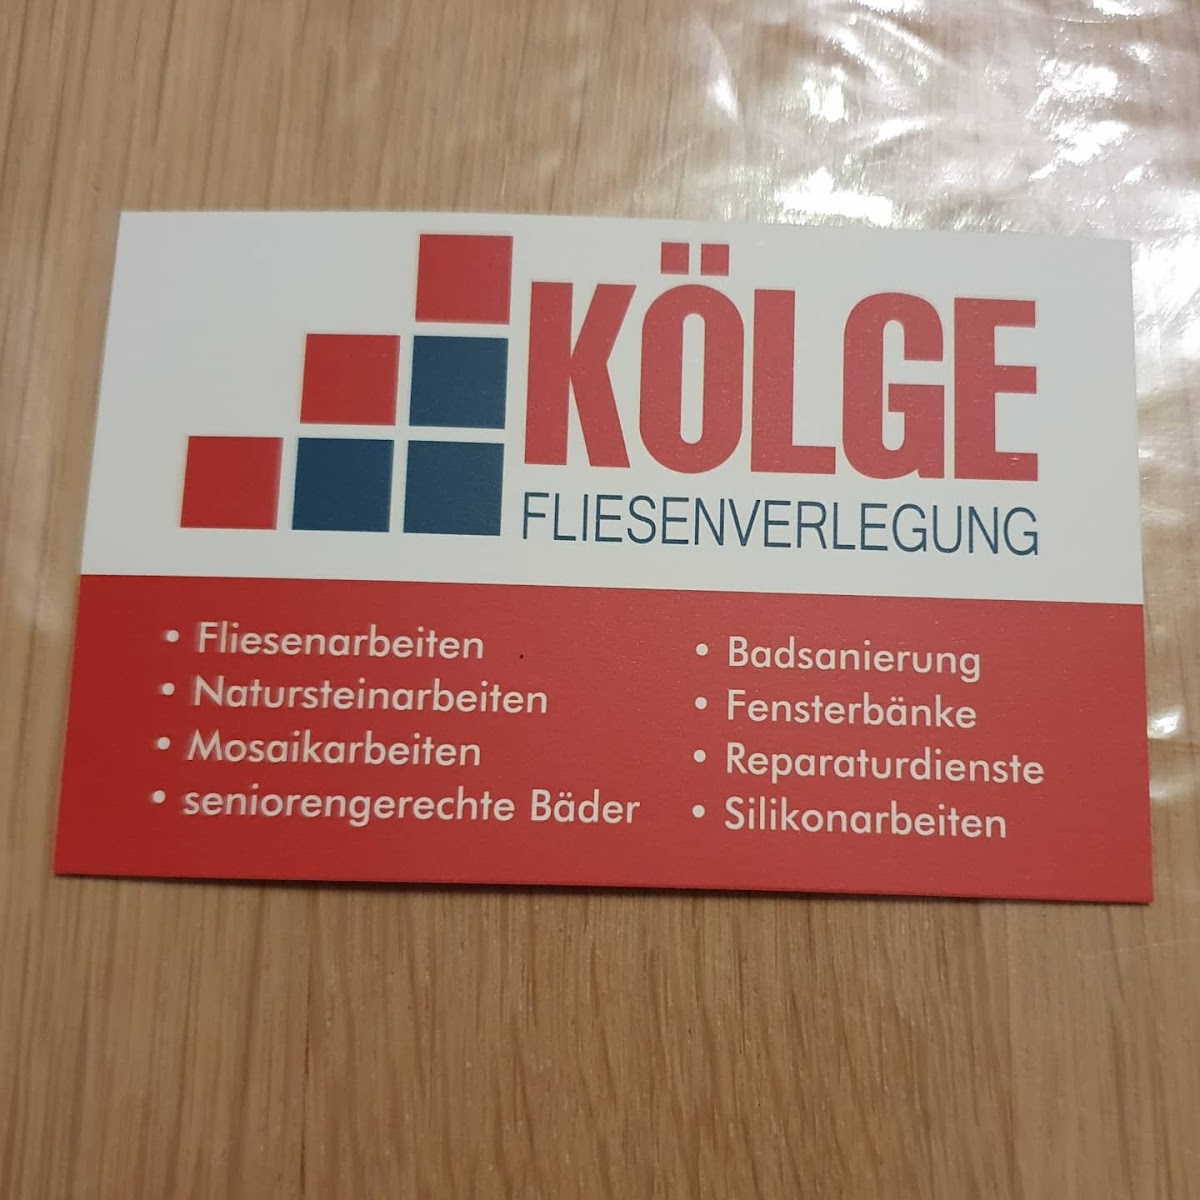 KÖLGE
FLIESENVERLEGUNG
• Fliesenarbeiten
• Natursteinarbeiten
• Mosaikarbeiten
• seniorengerechte Bäder
• Badsanierung
• Fensterbänke
• Reparaturdienste
• Silikonarbeiten